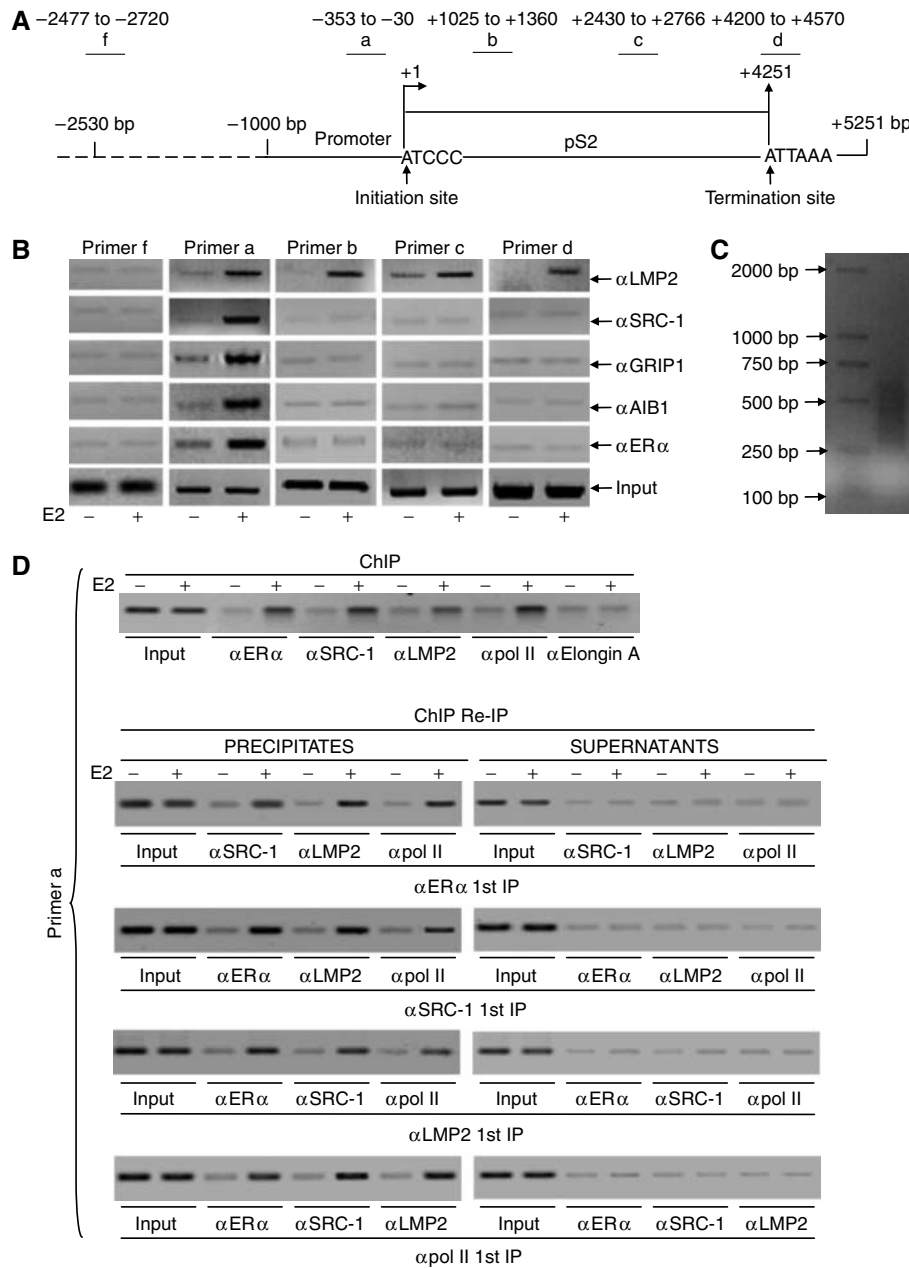 A
−2477 to −2720 −353 to −30 +1025 to +1360 +2430 to +2766 +4200 to +4570
f a b c d
+1 +4251
−2530 bp −1000 bp +5251 bp
Promoter pS2
ATCCC ATTAAA
Initiation site Termination site
B
Primer f Primer a Primer b Primer c Primer d
αLMP2
αSRC-1
αGRIP1
αAIB1
αERα
Input
E2 − + − + − + − + − +
C
2000 bp
1000 bp
750 bp
500 bp
250 bp
100 bp
D
Primer a
ChIP
E2 − + − + − + − + − + − +
Input αERα αSRC-1 αLMP2 αpol II αElongin A
ChIP Re-IP
PRECIPITATES SUPERNATANTS
E2 − + − + − + − + − + − + − + − +
Input αSRC-1 αLMP2 αpol II Input αSRC-1 αLMP2 αpol II
αERα 1st IP
Input αERα αLMP2 αpol II Input αERα αLMP2 αpol II
αSRC-1 1st IP
Input αERα αSRC-1 αpol II Input αERα αSRC-1 αpol II
αLMP2 1st IP
Input αERα αSRC-1 αLMP2 Input αERα αSRC-1 αLMP2
αpol II 1st IP